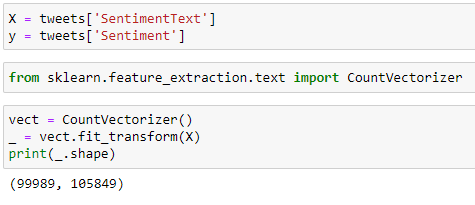 X = tweets['SentimentText']
y = tweets['Sentiment']
from sklearn.feature_extraction.text import CountVectorizer
vect = CountVectorizer()
_ = vect.fit_transform(X)
print(_.shape)
(99989, 105849)